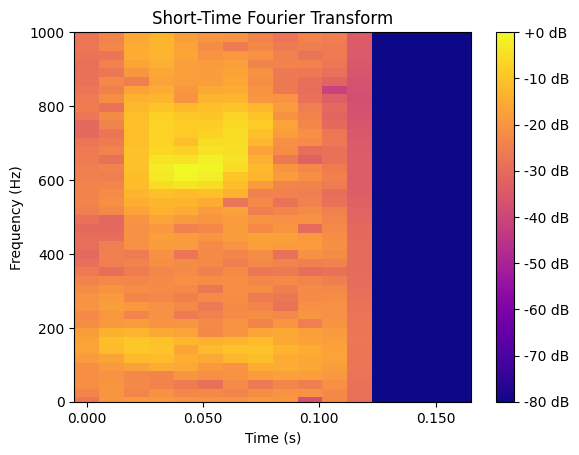 Short-Time Fourier Transform
1000
800
600
400
200
0
Frequency (Hz)
0.000
0.050
0.100
0.150
Time (s)
+0 dB
-10 dB
-20 dB
-30 dB
-40 dB
-50 dB
-60 dB
-70 dB
-80 dB